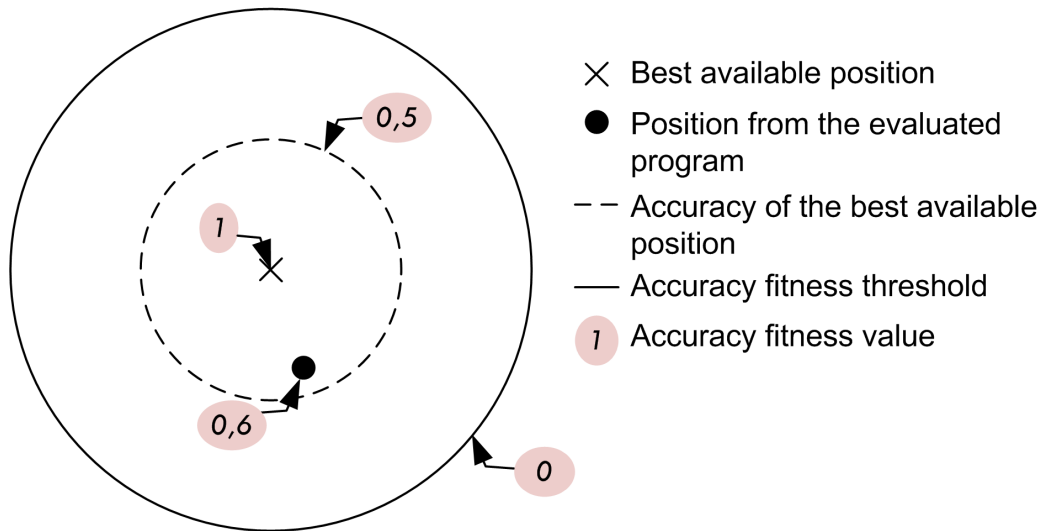 0,5
1
0,6
0
Best available position
Position from the evaluated
program
Accuracy of the best available
position
Accuracy fitness threshold
1
Accuracy fitness value